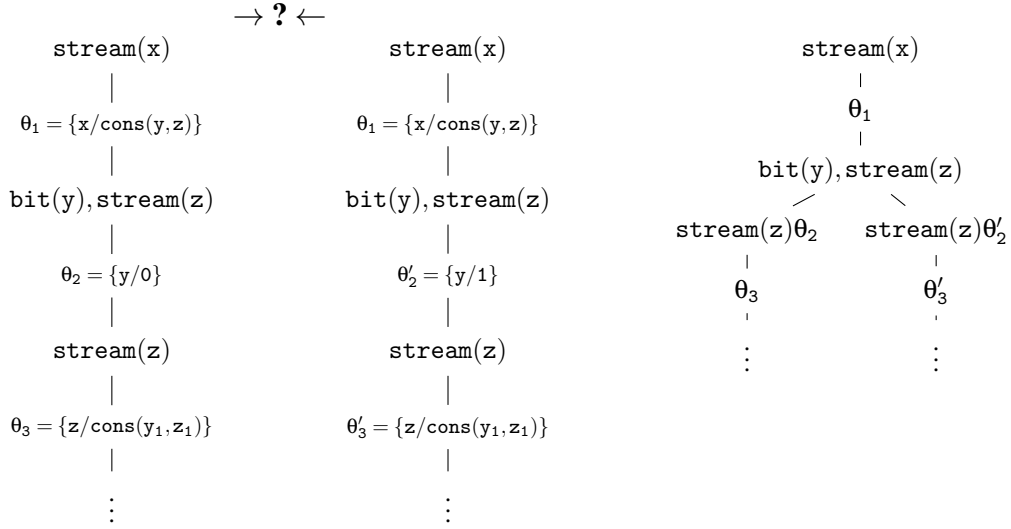 → ? ←
stream(x) stream(x) stream(x)
θ₁ = {x/cons(y,z)} θ₁ = {x/cons(y,z)} θ₁
bit(y),stream(z) bit(y),stream(z) bit(y),stream(z)
stream(z)θ₂ stream(z)θ′₂
θ₂ = {y/0} θ′₂ = {y/1} θ₃ θ′₃
stream(z) stream(z) ⋮ ⋮
θ₃ = {z/cons(y₁,z₁)} θ′₃ = {z/cons(y₁,z₁)}
⋮ ⋮